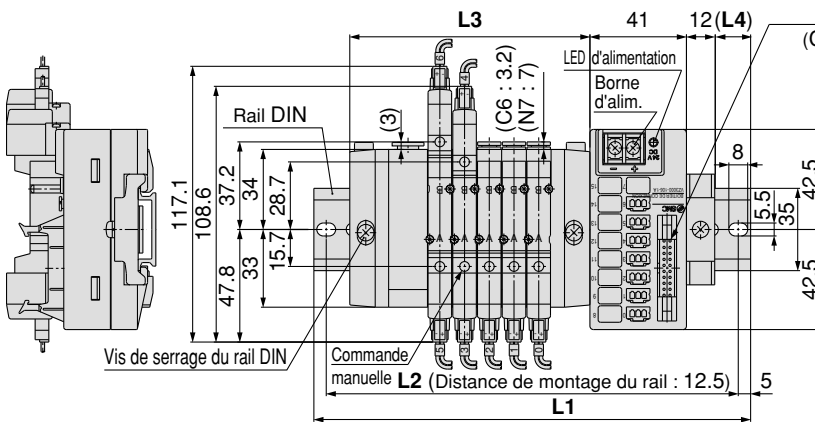 L3
41
12
(L4)
LED d'alimentation
Borne
d'alim.
(C6 : 3.2)
(N7 : 7)
(3)
Rail DIN
117.1
108.6
37.2
34
28.7
47.8
33
15.7
8
5.5
35
42.5
42.5
SMC
Vis de serrage du rail DIN
Commande
manuelle
L2 (Distance de montage du rail : 12.5)
5
L1